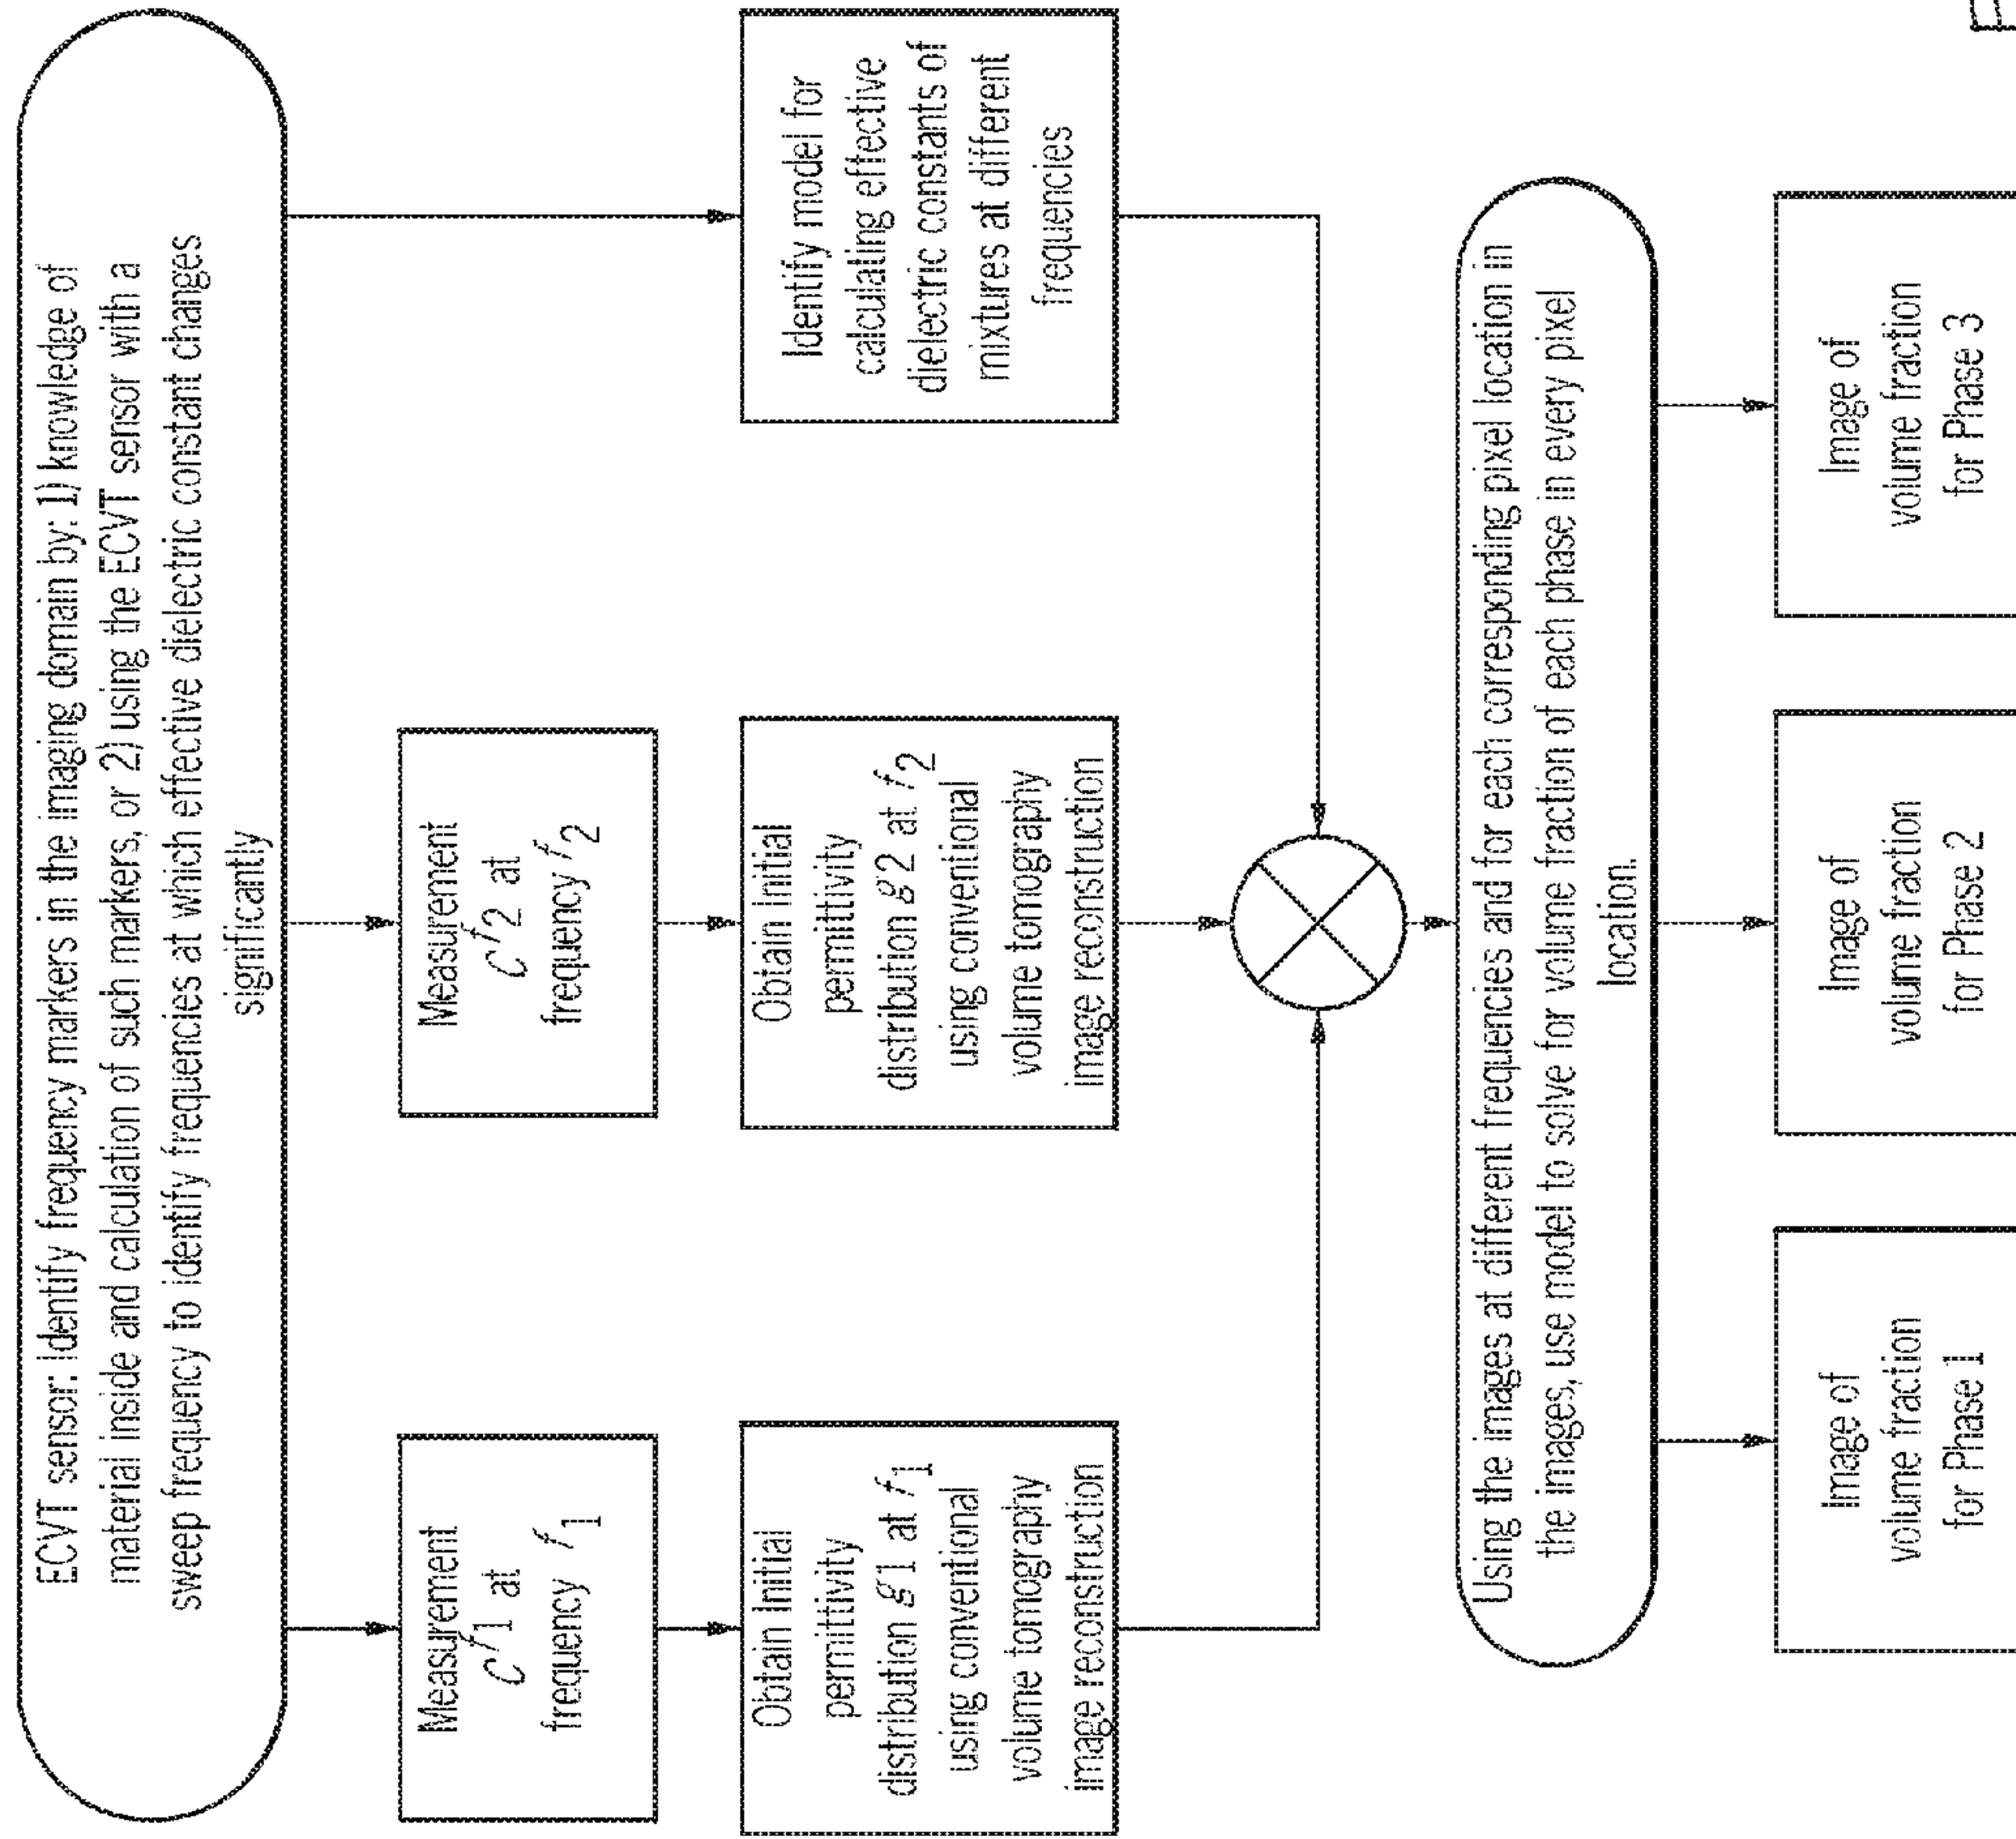 ECVT sensor: Identify frequency markers in the imaging domain by: 1) knowledge of
material inside and calculation of such markers, or 2) using the ECVT sensor with a
sweep frequency to identify frequencies at which effective dielectric constant changes
significantly
Measurement
C^f1 at
frequency f1
Measurement
C^f2 at
frequency f2
Obtain Initial
permittivity
distribution g1 at f1
using conventional
volume tomography
image reconstruction
Obtain Initial
permittivity
distribution g2 at f2
using conventional
volume tomography
image reconstruction
Identify model for
calculating effective
dielectric constants of
mixtures at different
frequencies
Using the images at different frequencies and for each corresponding pixel location in
the images, use model to solve for volume fraction of each phase in every pixel
location.
Image of
volume fraction
for Phase 1
Image of
volume fraction
for Phase 2
Image of
volume fraction
for Phase 3